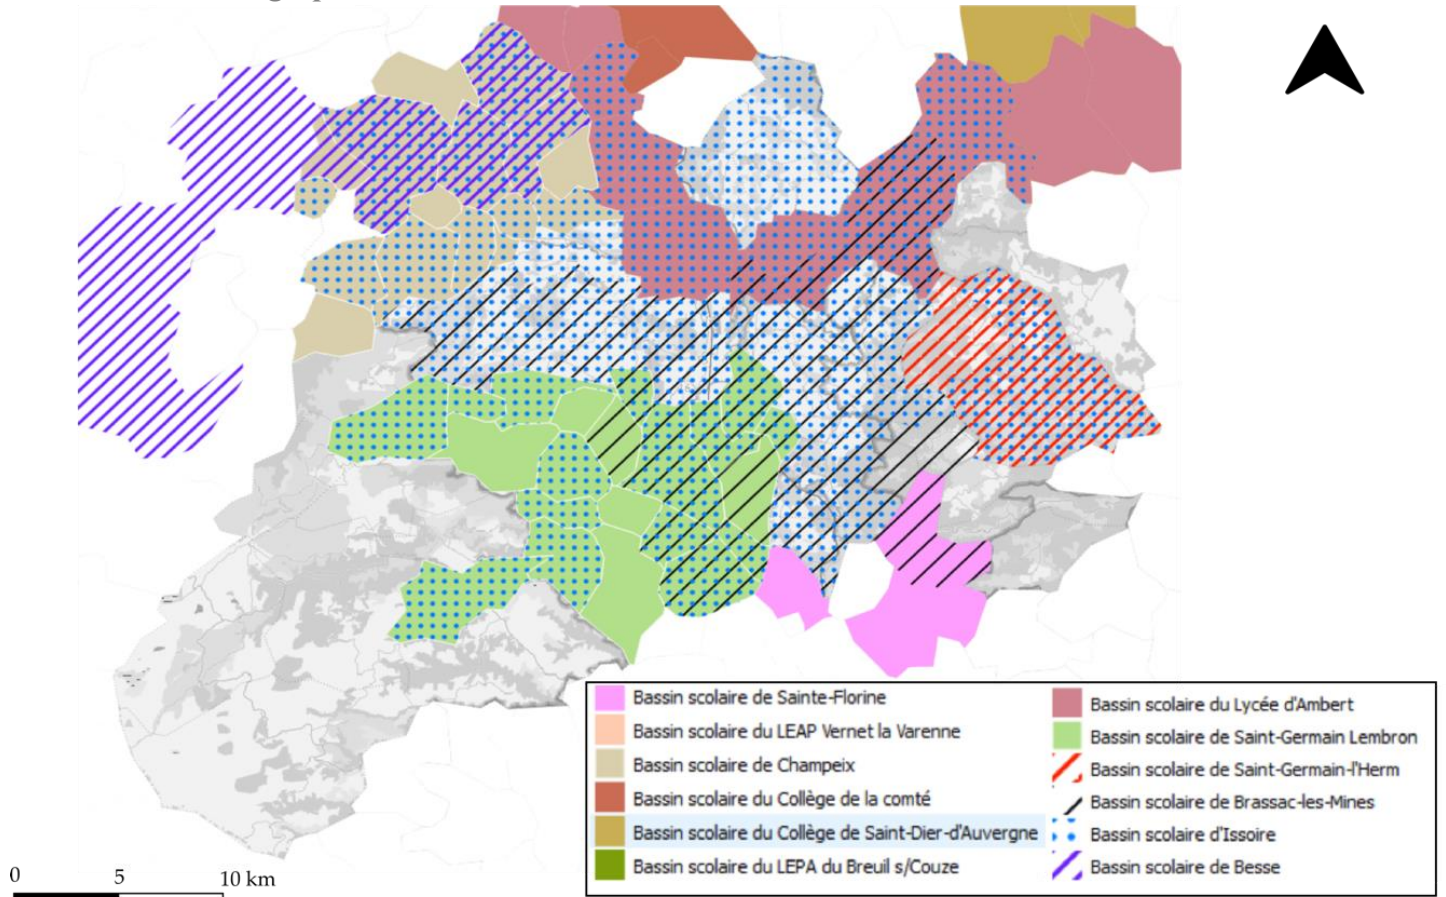 Bassin scolaire de Sainte-Florine
Bassin scolaire du LEAP Vernet la Varenne
Bassin scolaire de Champeix
Bassin scolaire du Collège de la comté
Bassin scolaire du Collège de Saint-Dier-d'Auvergne
Bassin scolaire du LEPA du Breuil s/Couze
Bassin scolaire du Lycée d'Ambert
Bassin scolaire de Saint-Germain Lembron
Bassin scolaire de Saint-Germain-l'Herm
Bassin scolaire de Brassac-les-Mines
Bassin scolaire d'Issoire
Bassin scolaire de Besse
0 5 10 km